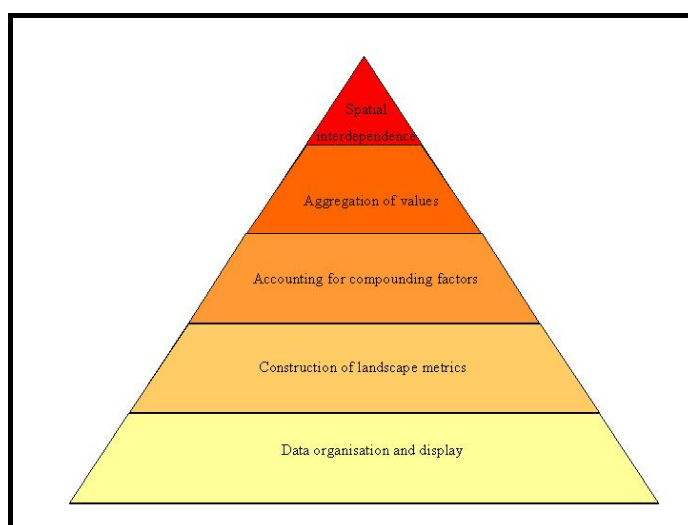 Spatial
interdependence
Aggregation of values
Accounting for compounding factors
Construction of landscape metrics
Data organisation and display